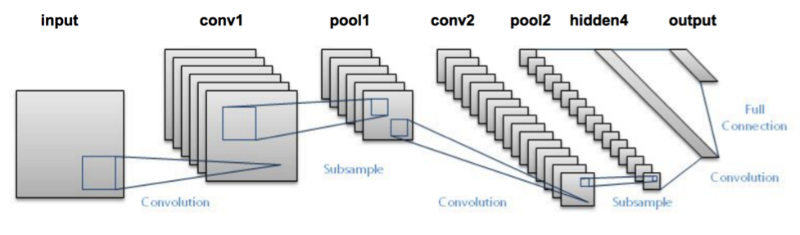 input conv1 pool1 conv2 pool2 hidden4 output
Full
Connection
Subsample
Convolution
Convolution
Convolution
Subsample